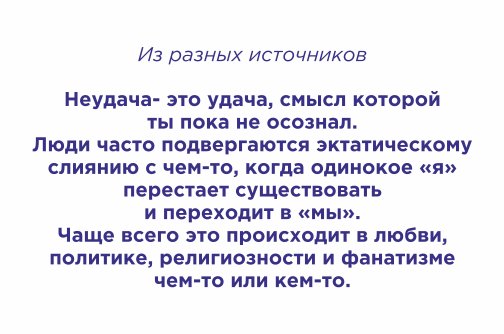 Из разных источников
Неудача- это удача, смысл которой
ты пока не осознал.
Люди часто подвергаются эктатическому
слиянию с чем-то, когда одинокое «я»
перестает существовать
и переходит в «мы».
Чаще всего это происходит в любви,
политике, религиозности и фанатизме
чем-то или кем-то.